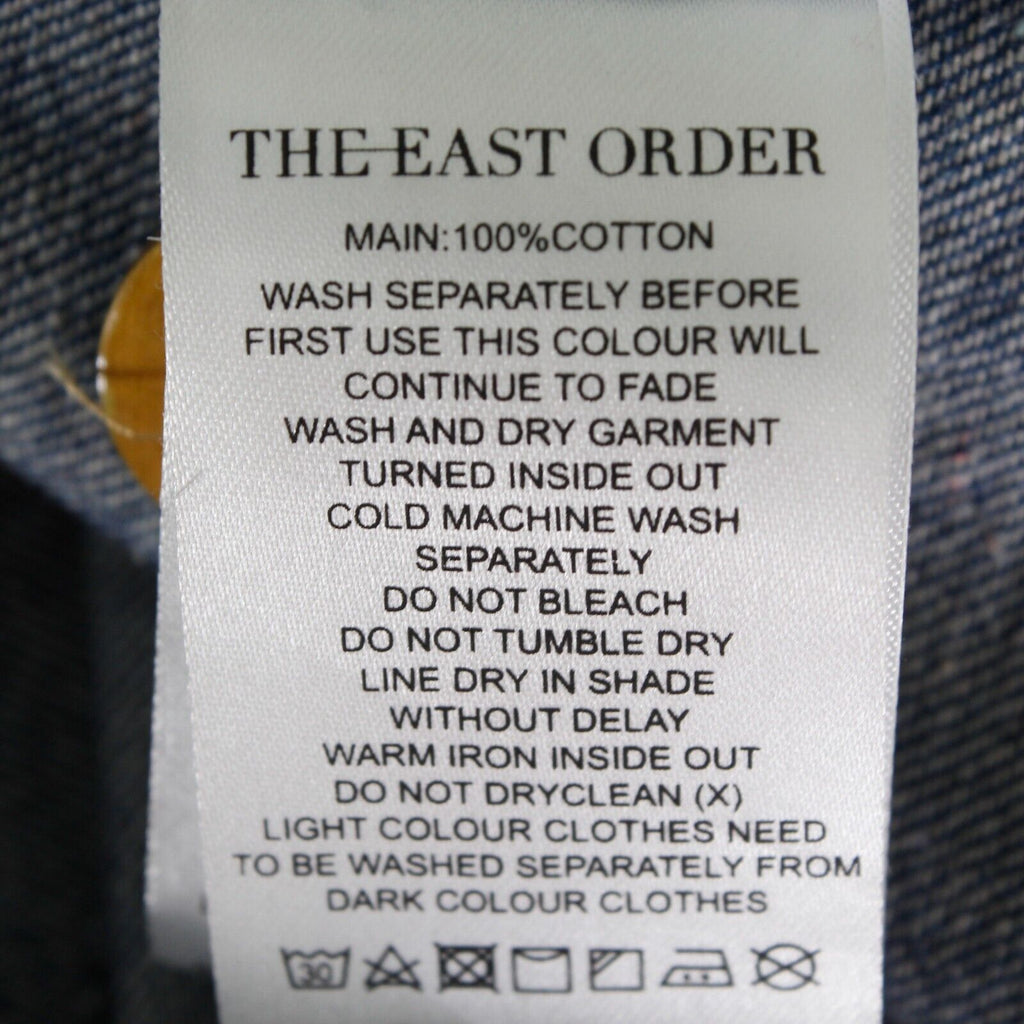 THE EAST ORDER
MAIN:100%COTTON
WASH SEPARATELY BEFORE
FIRST USE THIS COLOUR WILL
CONTINUE TO FADE
WASH AND DRY GARMENT
TURNED INSIDE OUT
COLD MACHINE WASH
SEPARATELY
DO NOT BLEACH
DO NOT TUMBLE DRY
LINE DRY IN SHADE
WITHOUT DELAY
WARM IRON INSIDE OUT
DO NOT DRYCLEAN (X)
LIGHT COLOUR CLOTHES NEED
TO BE WASHED SEPARATELY FROM
DARK COLOUR CLOTHES
30